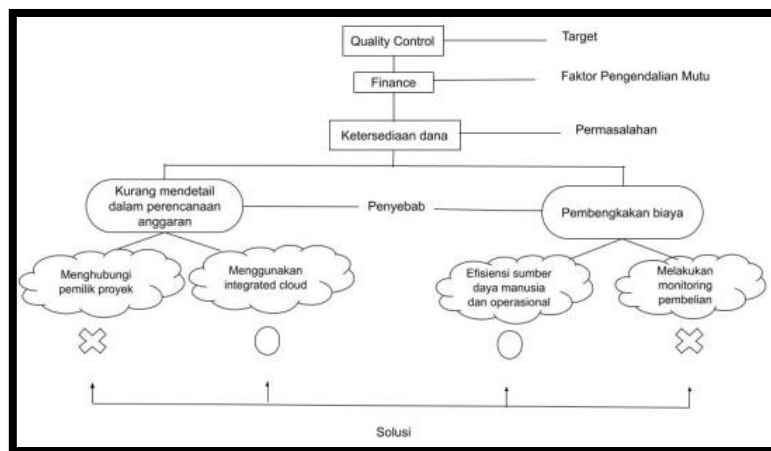 Quality Control
Target
Finance
Faktor Pengendalian Mutu
Ketersediaan dana
Permasalahan
Kurang mendetail
dalam perencanaan
anggaran
Penyebab
Pembengkakan biaya
Menghubungi
pemilik proyek
Menggunakan
integrated cloud
Efisiensi sumber
daya manusia
dan operasional
Melakukan
monitoring
pembelian
Solusi